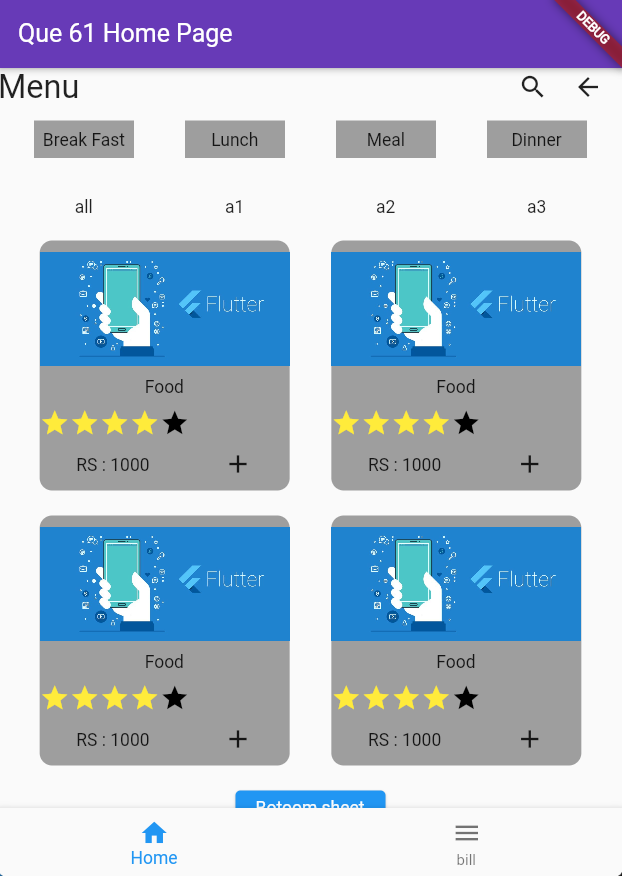 Que 61 Home Page
DEBUG
Menu
Break Fast Lunch Meal Dinner
all a1 a2 a3
Flutter Flutter
Food Food
RS : 1000 RS : 1000
Flutter Flutter
Food Food
RS : 1000 RS : 1000
Botoom sheet
Home bill